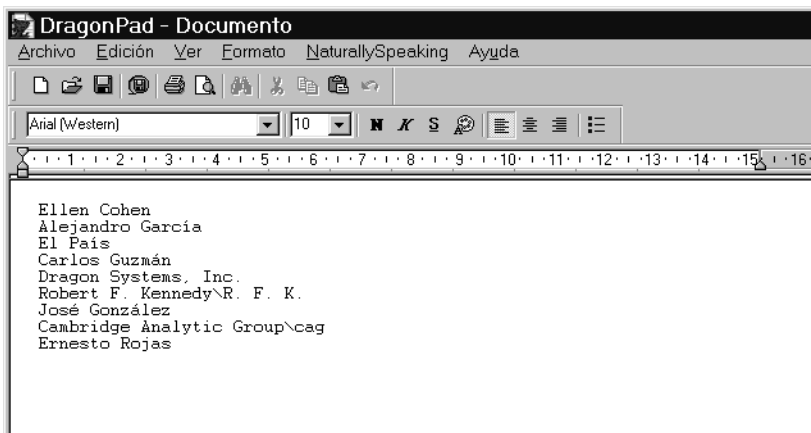 DragonPad - Documento
Archivo Edición Ver Formato NaturallySpeaking Ayuda
Arial (Western) 10 N K S
1 2 3 4 5 6 7 8 9 10 11 12 13 14 15 16
Ellen Cohen
Alejandro García
El País
Carlos Guzmán
Dragon Systems, Inc.
Robert F. Kennedy\R. F. K.
José González
Cambridge Analytic Group\cag
Ernesto Rojas